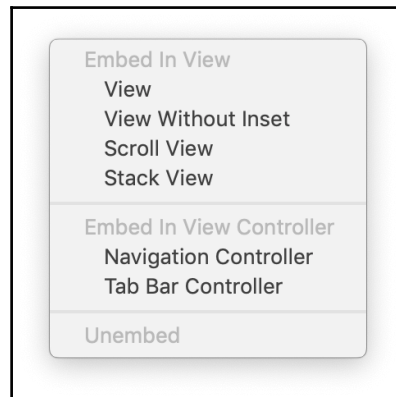 Embed In View
View
View Without Inset
Scroll View
Stack View
Embed In View Controller
Navigation Controller
Tab Bar Controller
Unembed